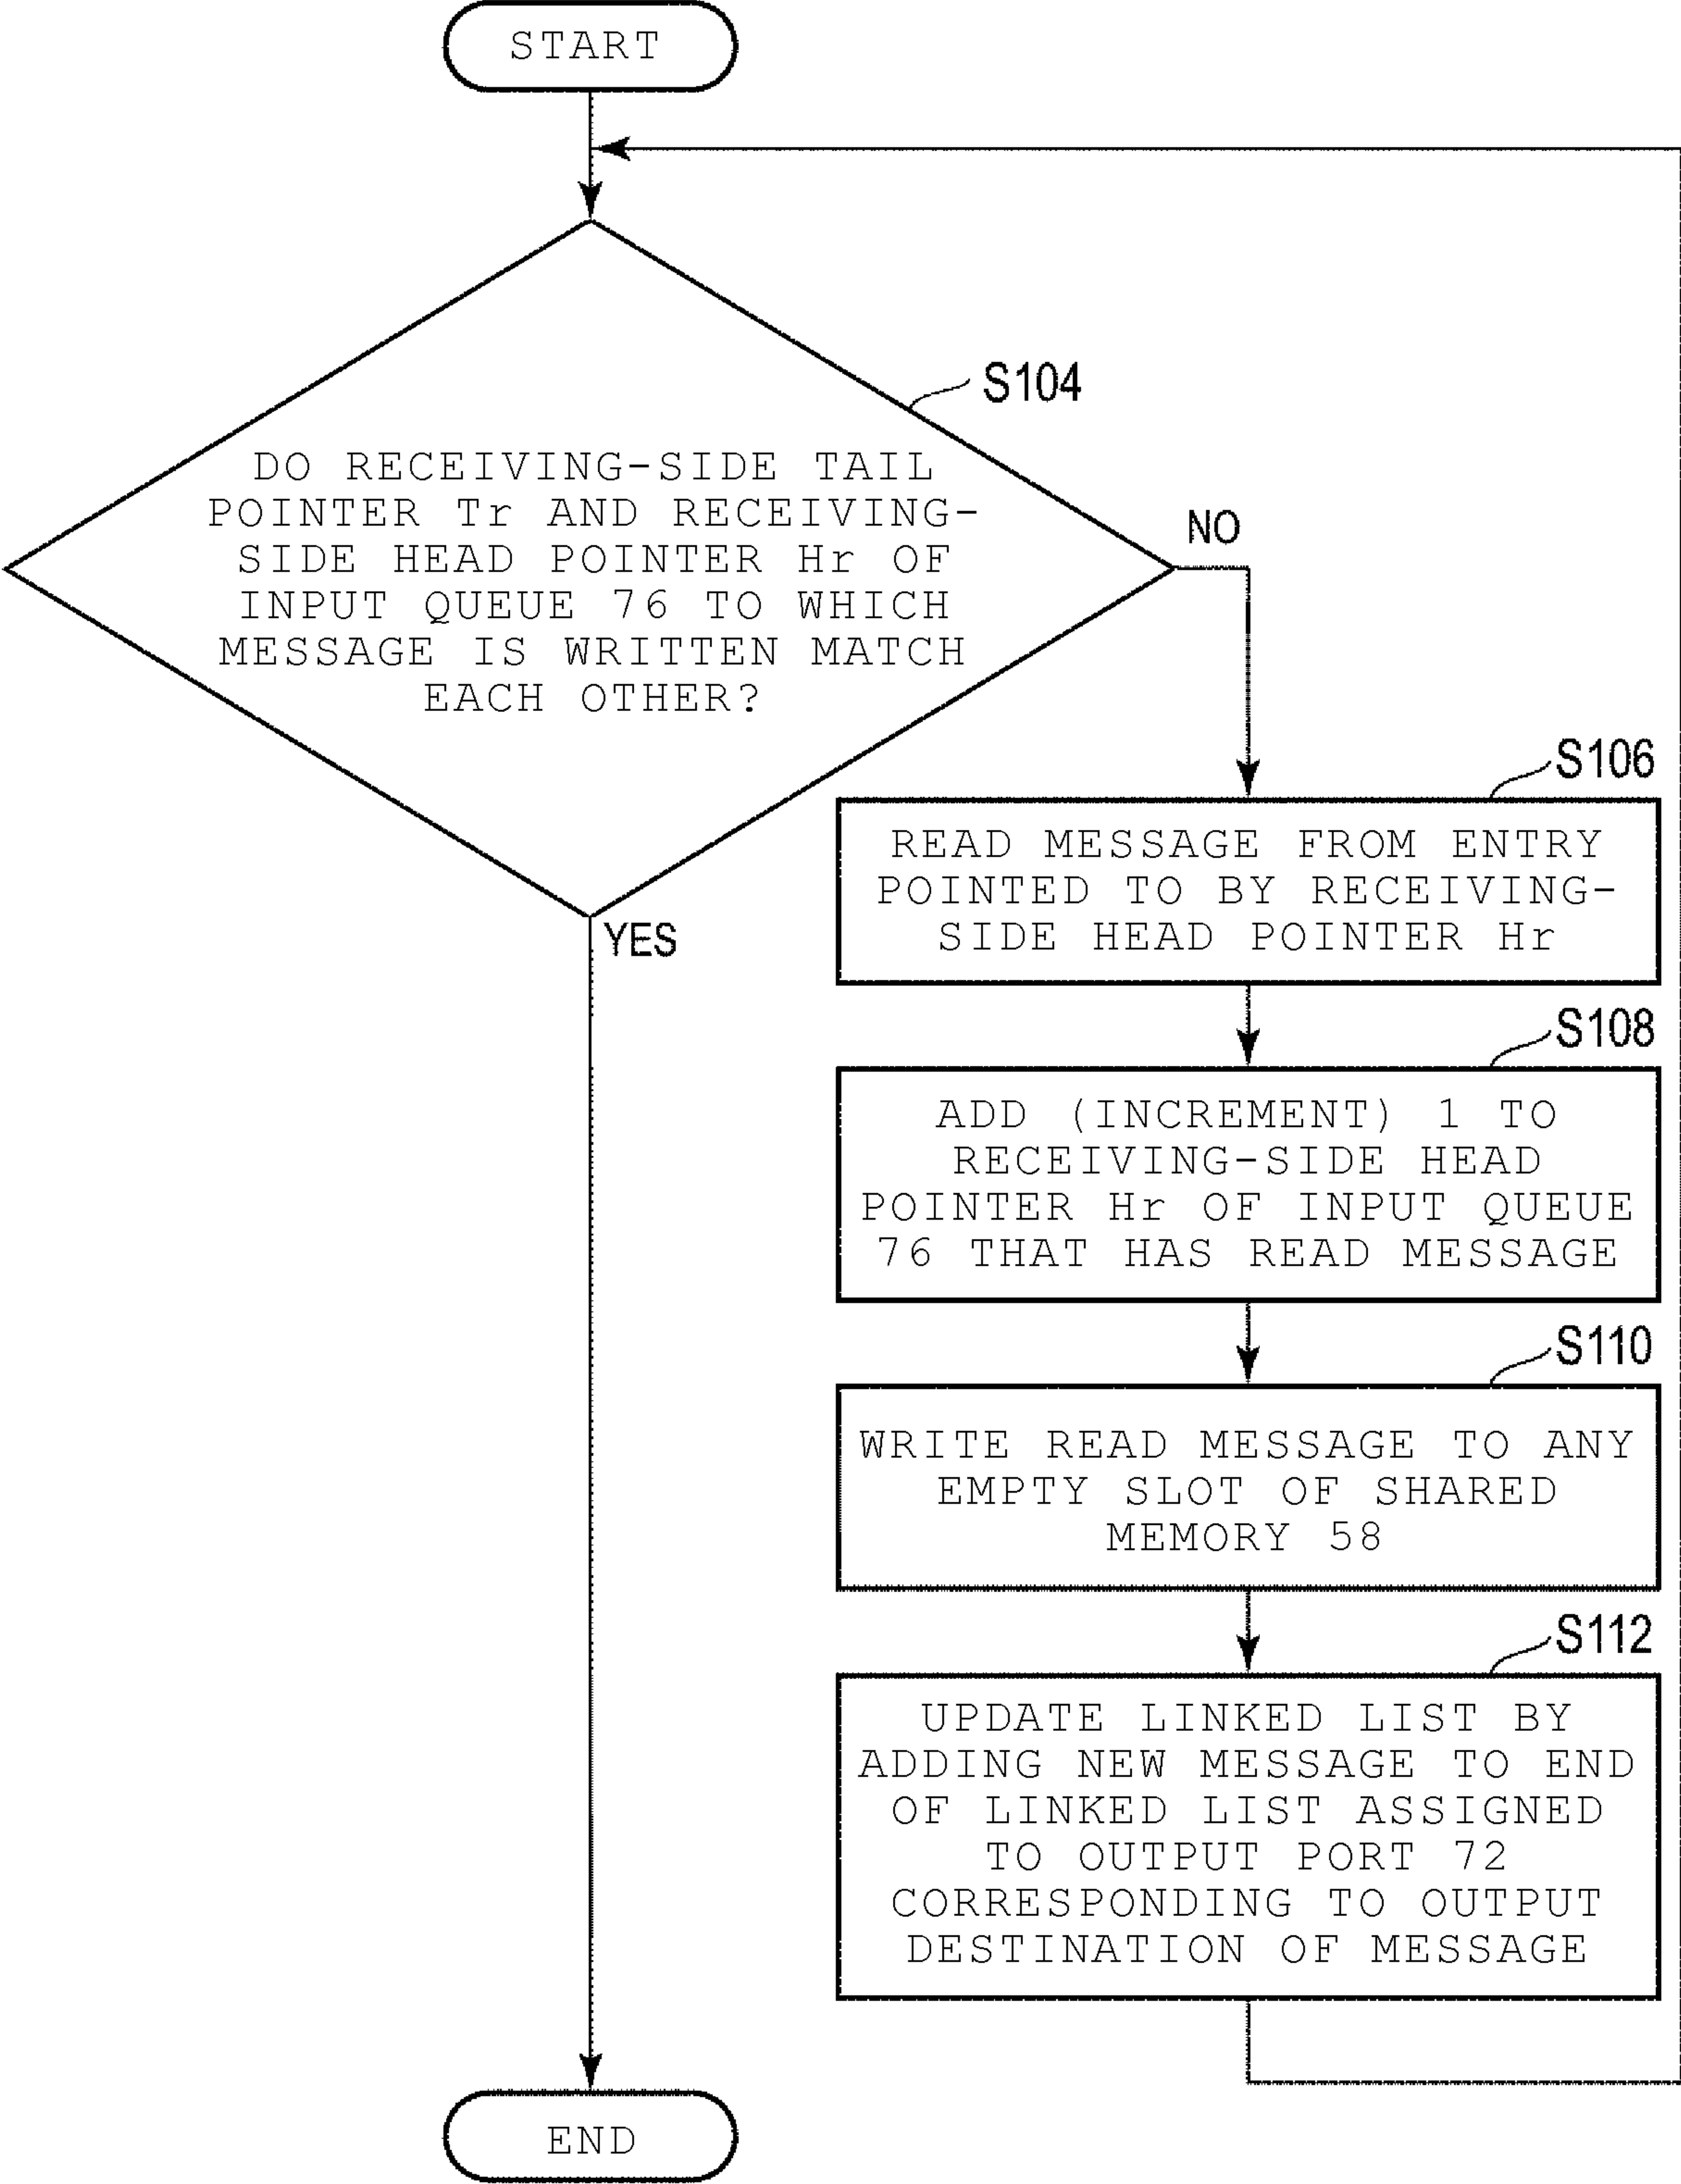 START
S104
DO RECEIVING-SIDE TAIL
POINTER Tr AND RECEIVING-
SIDE HEAD POINTER Hr OF
INPUT QUEUE 76 TO WHICH
MESSAGE IS WRITTEN MATCH
EACH OTHER?
NO
YES
S106
READ MESSAGE FROM ENTRY
POINTED TO BY RECEIVING-
SIDE HEAD POINTER Hr
S108
ADD (INCREMENT) 1 TO
RECEIVING-SIDE HEAD
POINTER Hr OF INPUT QUEUE
76 THAT HAS READ MESSAGE
S110
WRITE READ MESSAGE TO ANY
EMPTY SLOT OF SHARED
MEMORY 58
S112
UPDATE LINKED LIST BY
ADDING NEW MESSAGE TO END
OF LINKED LIST ASSIGNED
TO OUTPUT PORT 72
CORRESPONDING TO OUTPUT
DESTINATION OF MESSAGE
END